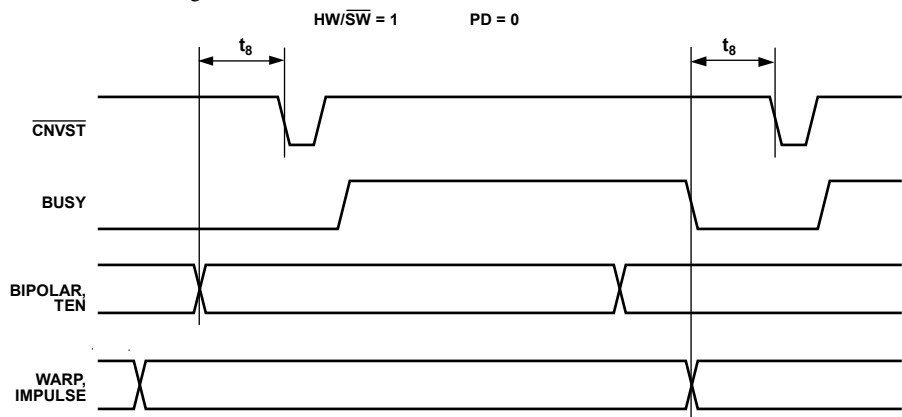 HW/SW = 1 PD = 0
t8 t8
CNVST
BUSY
BIPOLAR,
TEN
WARP,
IMPULSE